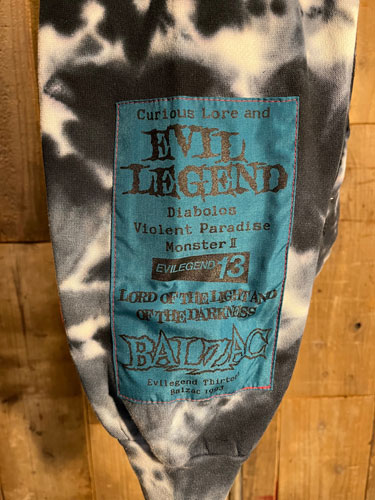 Curious Lore and
EVIL
LEGEND
Diabolos
Violent Paradise
Monster II
EVILEGEND-13
LORD OF THE LIGHT AND
OF THE DARKNESS
BALZAC
Evilegend Thirteen
Balzac 1993